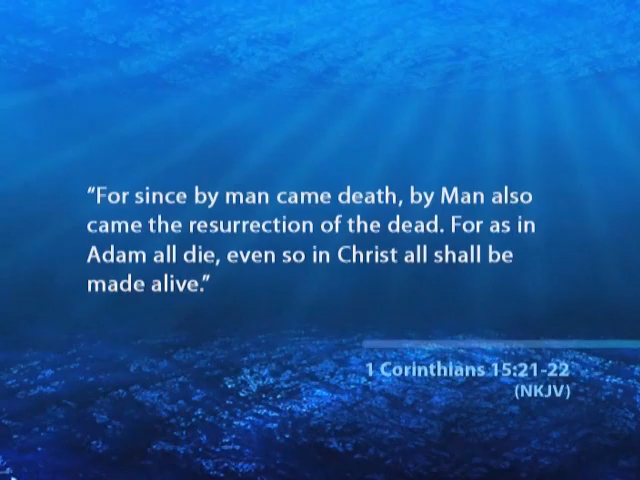 “For since by man came death, by Man also
came the resurrection of the dead. For as in
Adam all die, even so in Christ all shall be
made alive.”
1 Corinthians 15:21-22
(NKJV)